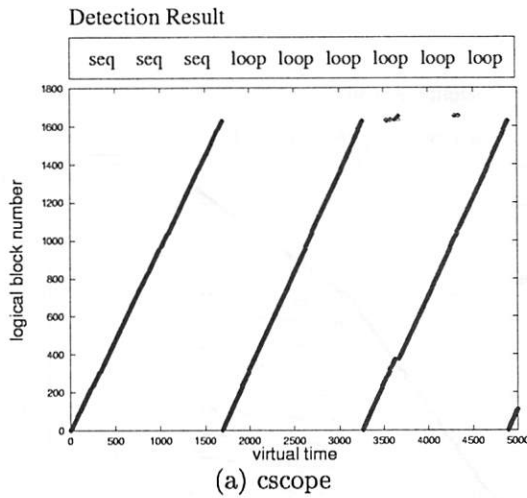 Detection Result
seq seq seq loop loop loop loop loop loop
1800
1600
1400
1200
1000
800
600
400
200
0
logical block number
0 500 1000 1500 2000 2500 3000 3500 4000 4500 5000
virtual time
(a) cscope